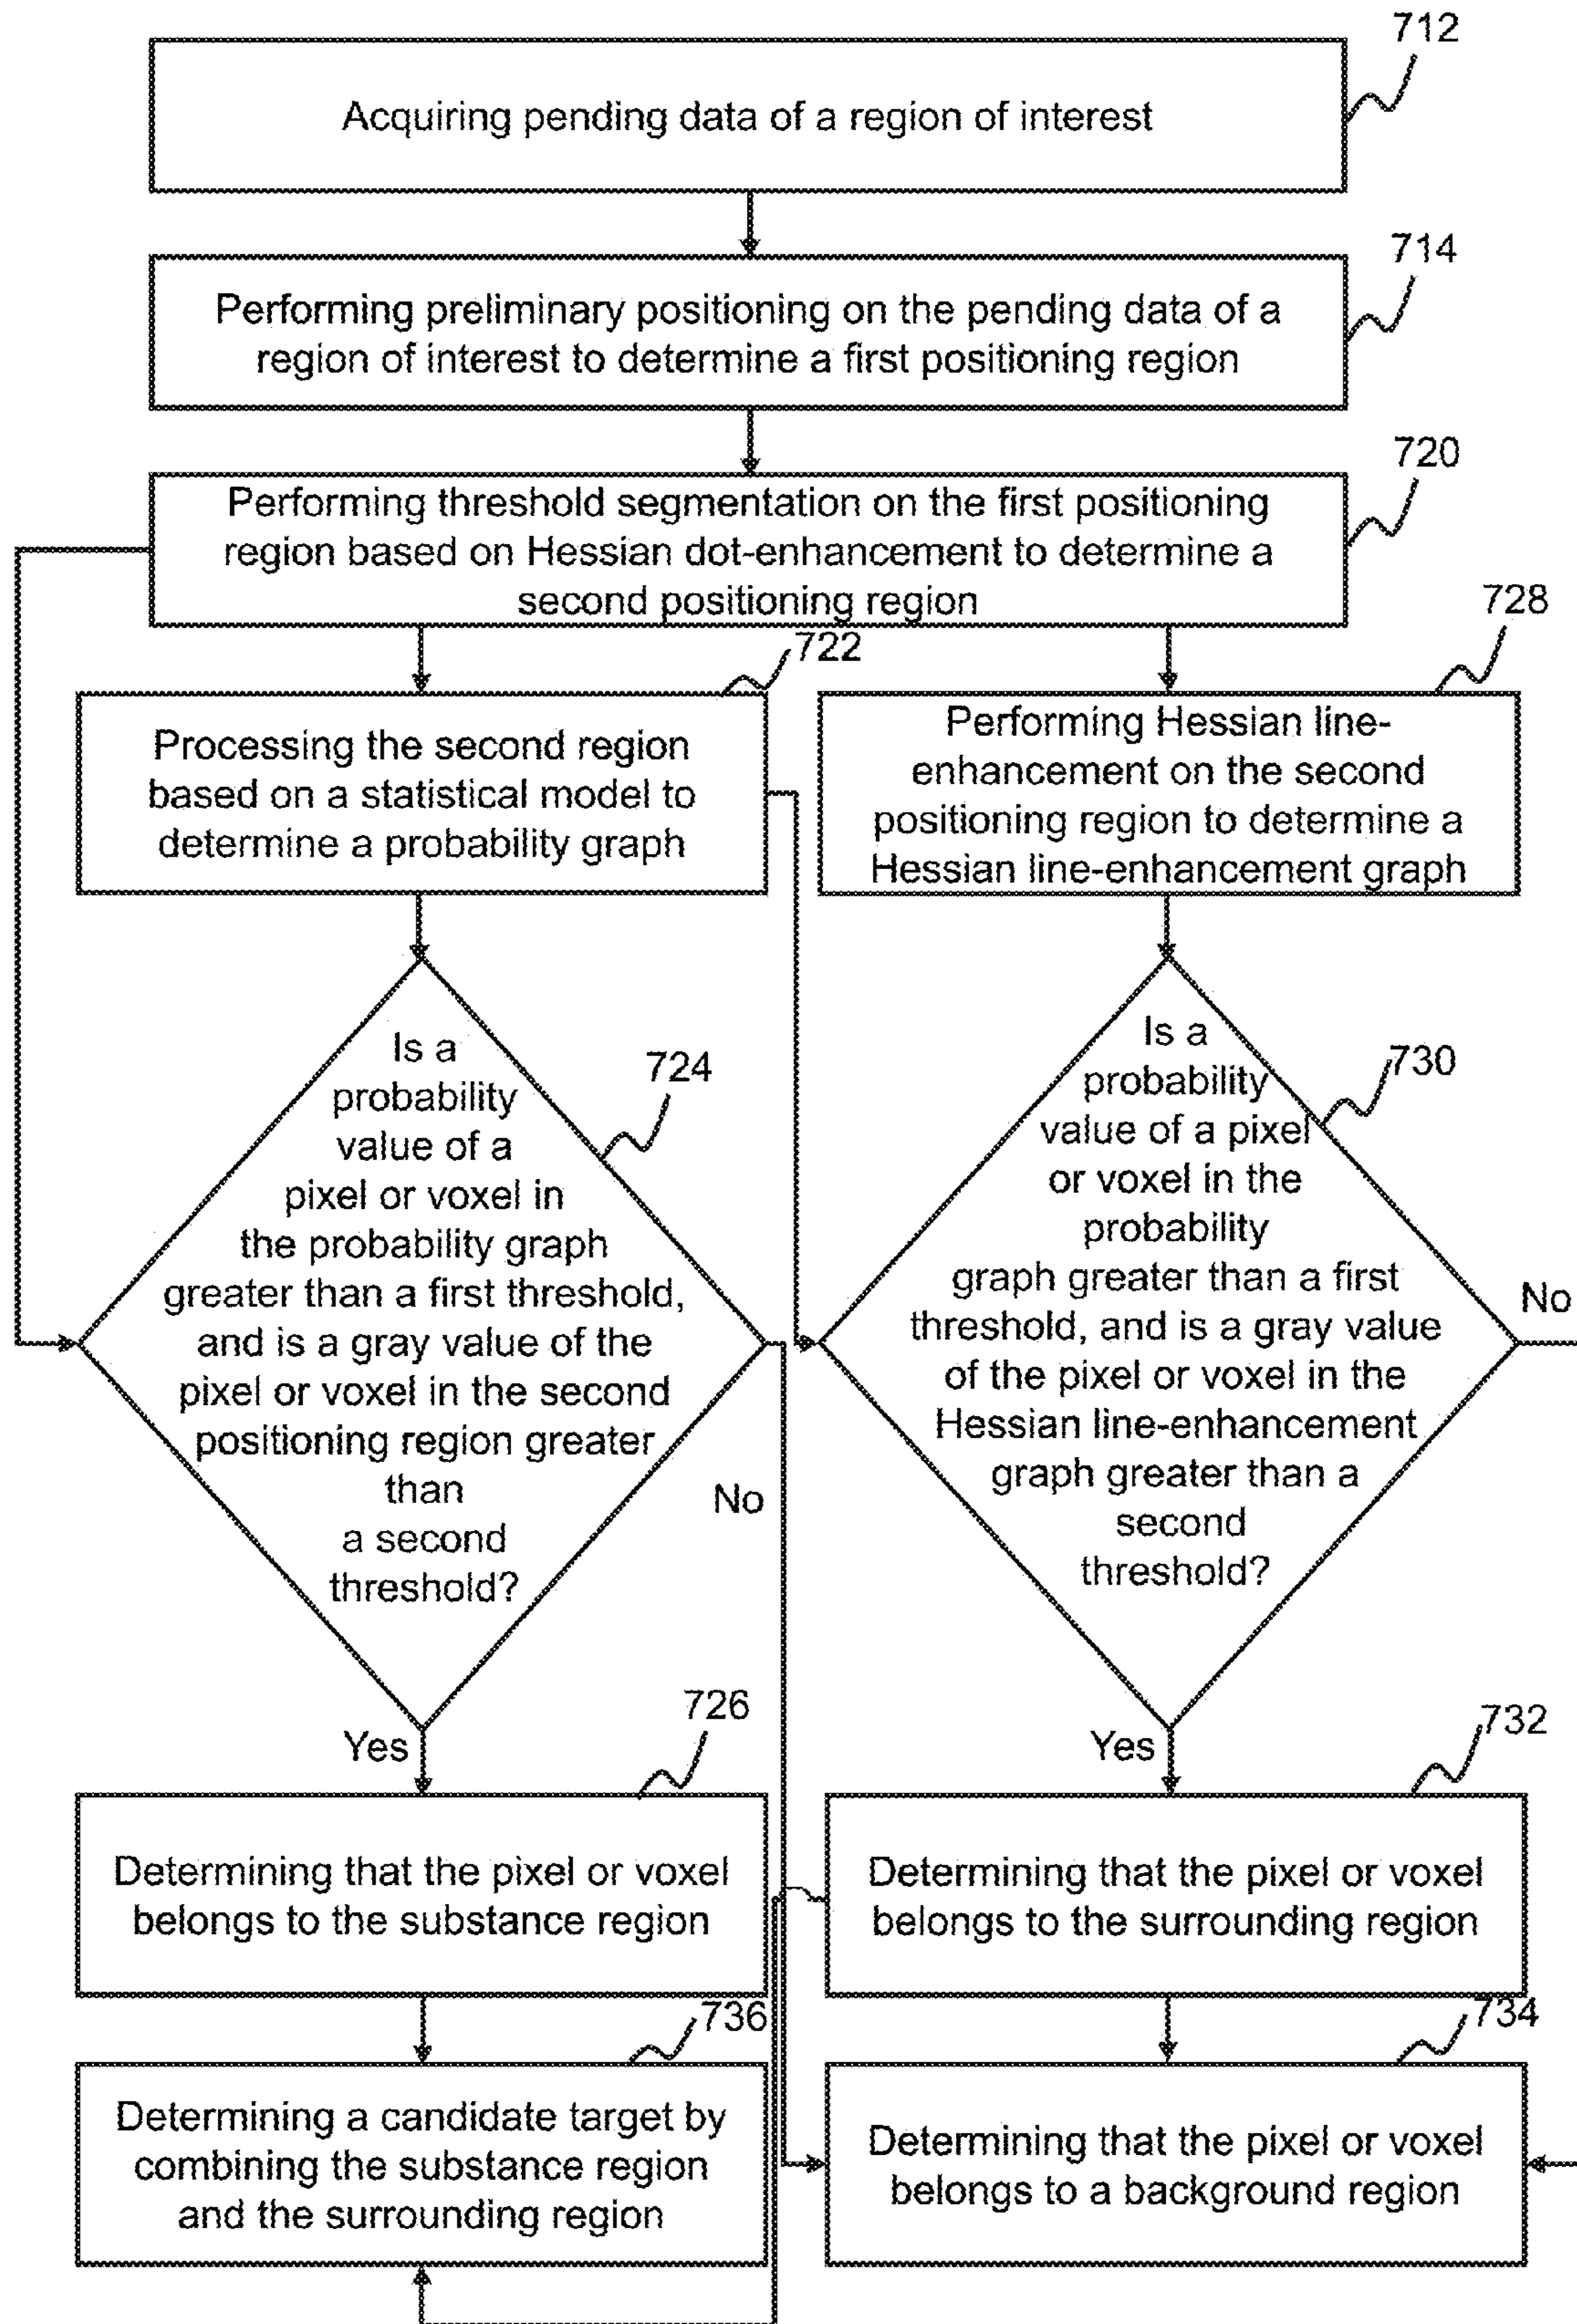 712
Acquiring pending data of a region of interest
714
Performing preliminary positioning on the pending data of a
region of interest to determine a first positioning region
720
Performing threshold segmentation on the first positioning
region based on Hessian dot-enhancement to determine a
second positioning region
722
728
Processing the second region
based on a statistical model to
determine a probability graph
Performing Hessian line-
enhancement on the second
positioning region to determine a
Hessian line-enhancement graph
724
Is a
probability
value of a
pixel or voxel in
the probability graph
greater than a first threshold,
and is a gray value of the
pixel or voxel in the second
positioning region greater
than
a second
threshold?
No
Yes
730
Is a
probability
value of a pixel
or voxel in the
probability
graph greater than a first
threshold, and is a gray value
of the pixel or voxel in the
Hessian line-enhancement
graph greater than a
second
threshold?
No
Yes
726
Determining that the pixel or voxel
belongs to the substance region
732
Determining that the pixel or voxel
belongs to the surrounding region
736
Determining a candidate target by
combining the substance region
and the surrounding region
734
Determining that the pixel or voxel
belongs to a background region